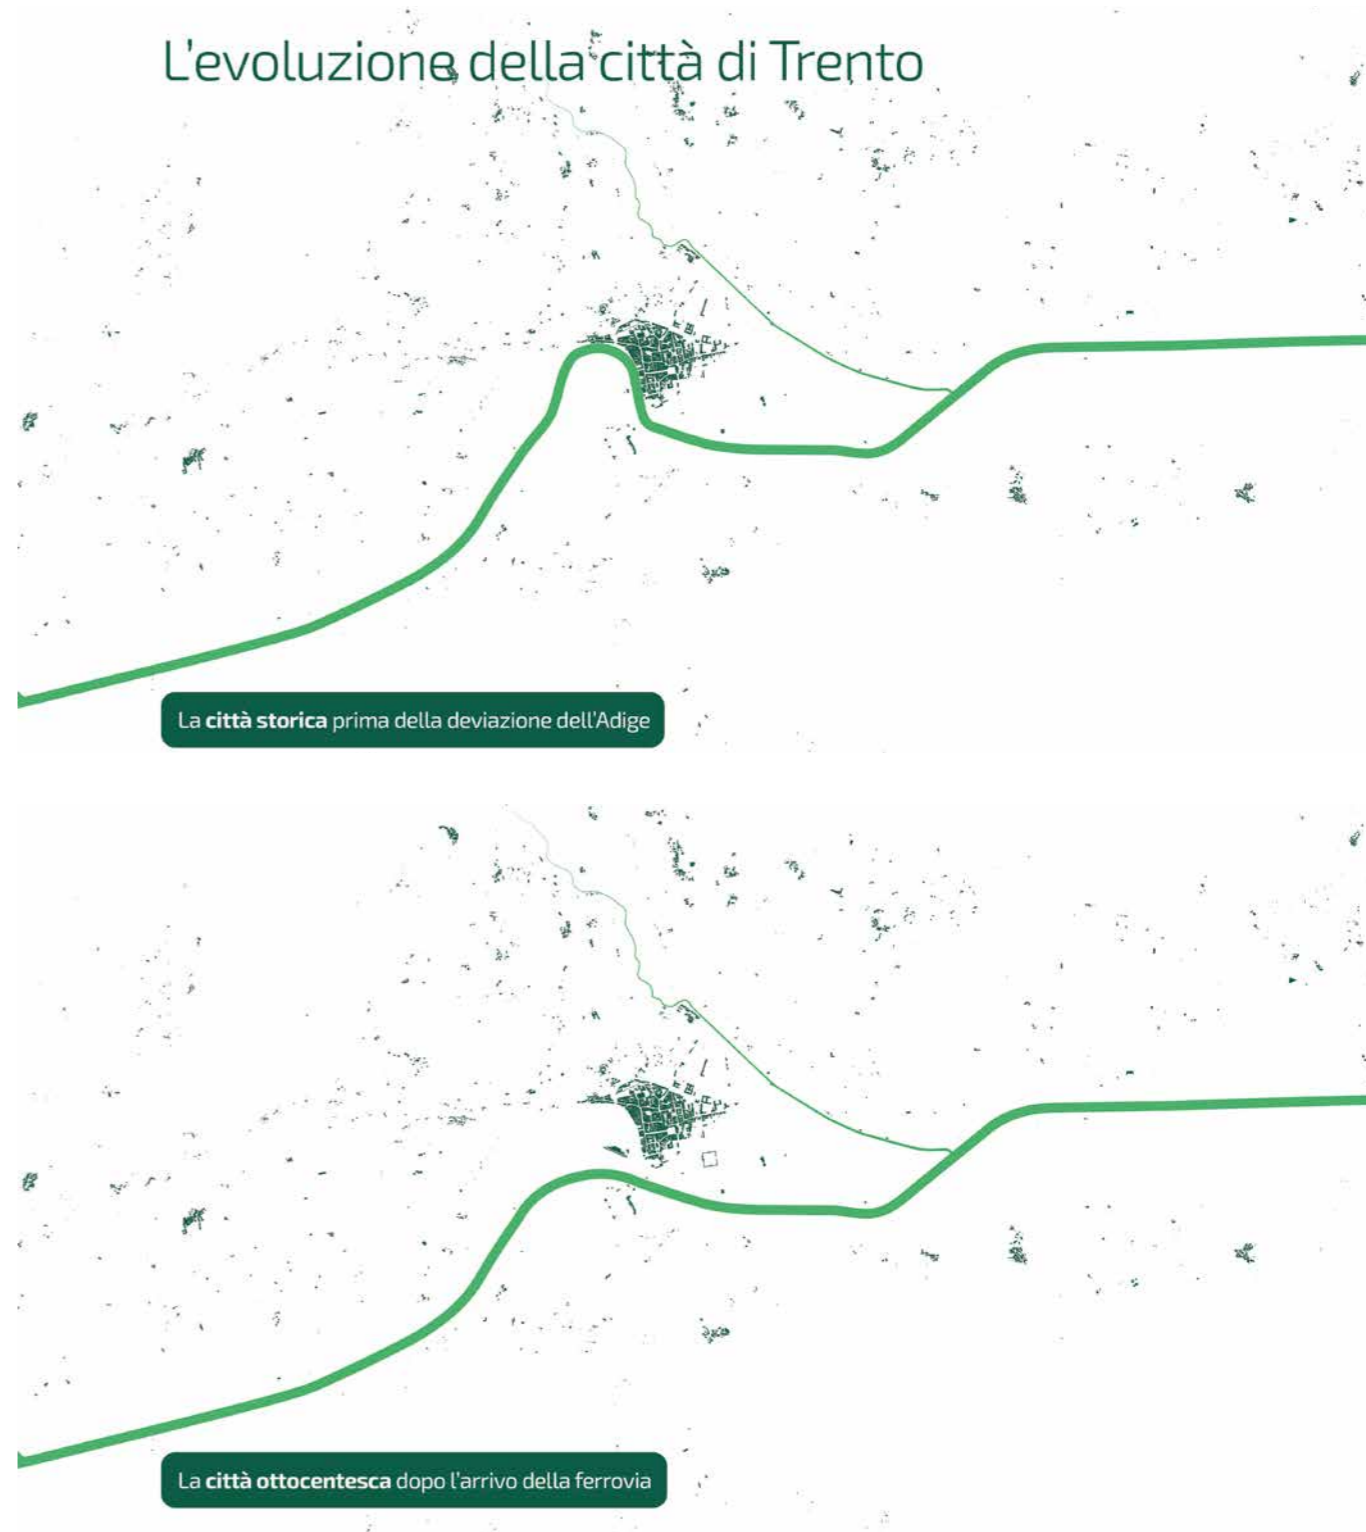 L'evoluzione della città di Trento
La città storica prima della deviazione dell'Adige
La città ottocentesca dopo l'arrivo della ferrovia